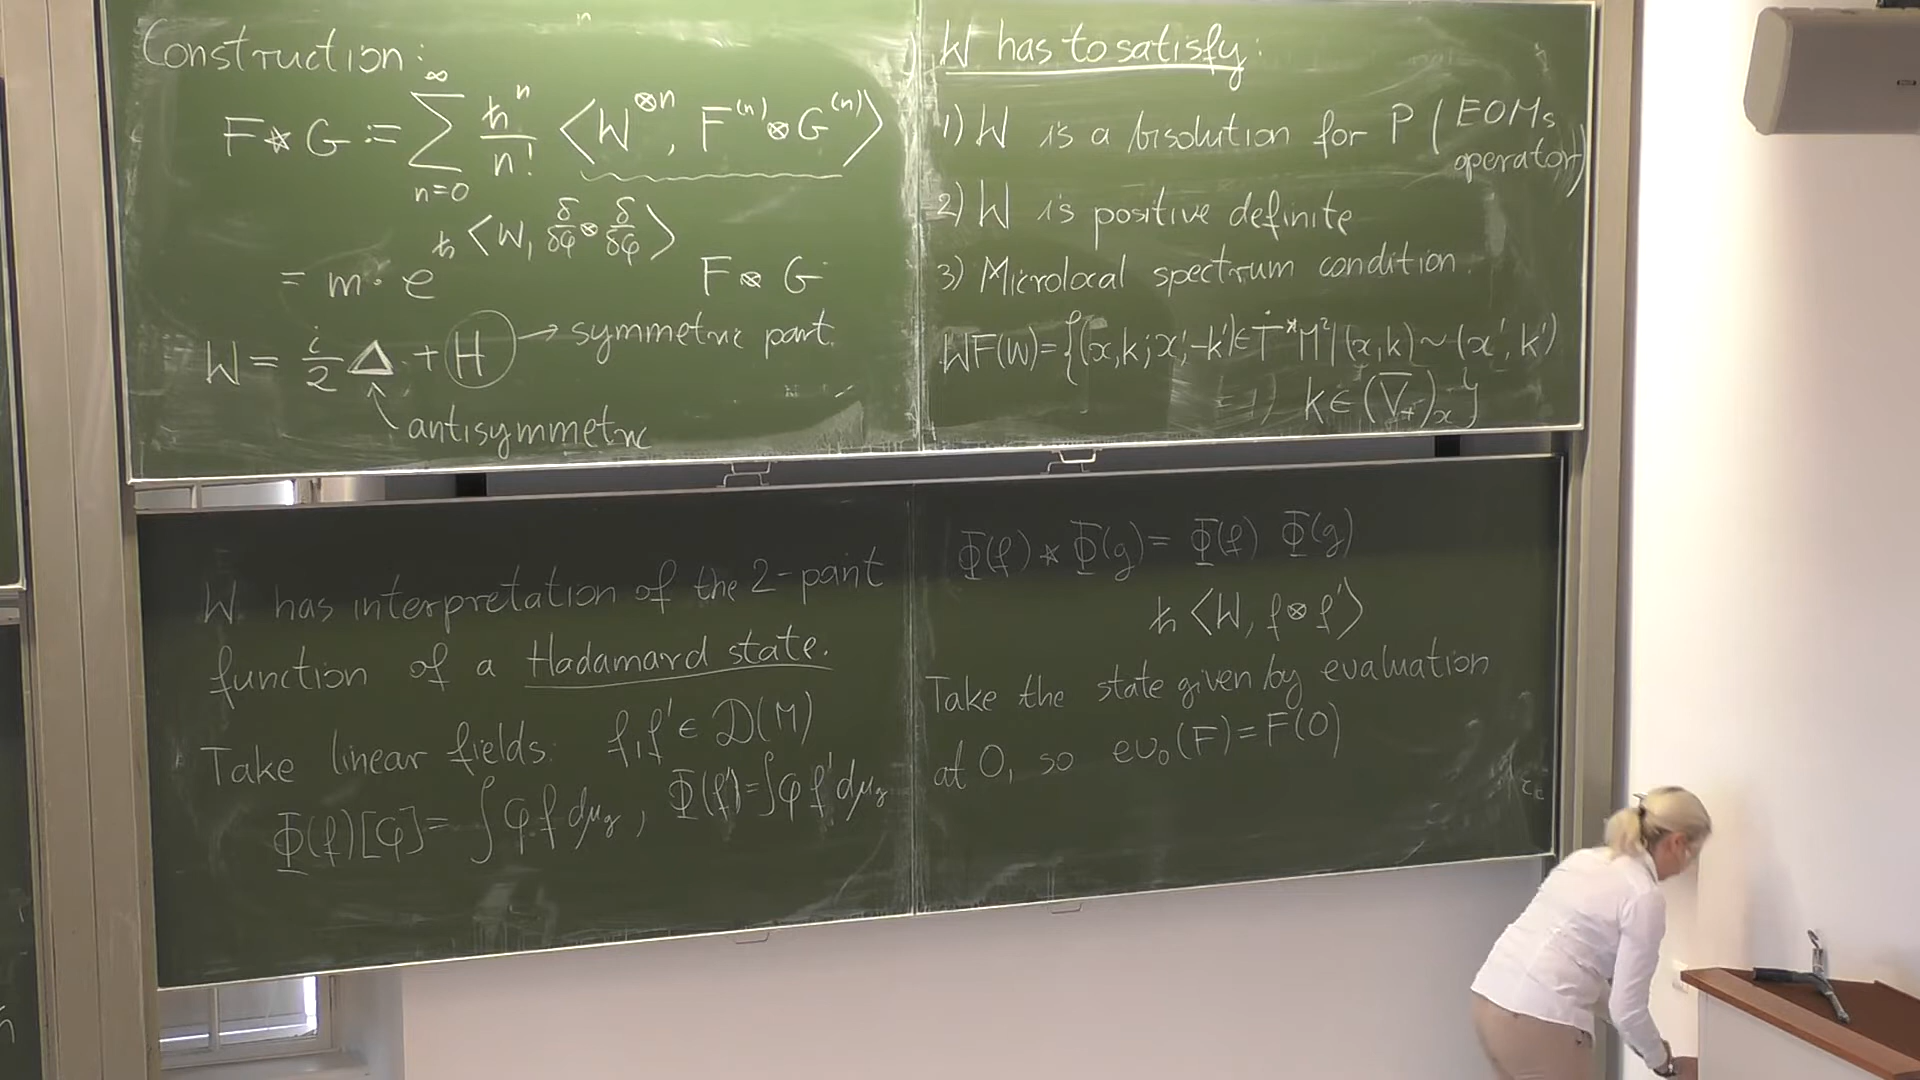 Construction:
F ⋆ G := ∑_{n=0}^{∞} ħ^n/n! ⟨W^{⊗n}, F^{(n)} ⊗ G^{(n)}⟩
= m · e^{ħ⟨W, δ/δφ ⊗ δ/δφ⟩} F ⊗ G
W = i/2 Δ + H → symmetric part
antisymmetric
W has to satisfy:
1) W is a bisolution for P (EOMs operator)
2) W is positive definite
3) Microlocal spectrum condition.
WF(W) = {(x,k; x',-k') ∈ Ṫ*M² | (x,k) ~ (x',k')
k ∈ (V̄₊)ₓ}
W has interpretation of the 2-point
function of a Hadamard state.
Take linear fields: f, f' ∈ D(M)
Φ(f)[φ] = ∫φ f dμ_g, Φ(f') = ∫φ f' dμ_g
Φ(f) ⋆ Φ(g) = Φ(f) Φ(g)
ħ⟨W, f ⊗ f'⟩
Take the state given by evaluation
at 0, so ev₀(F) = F(0)